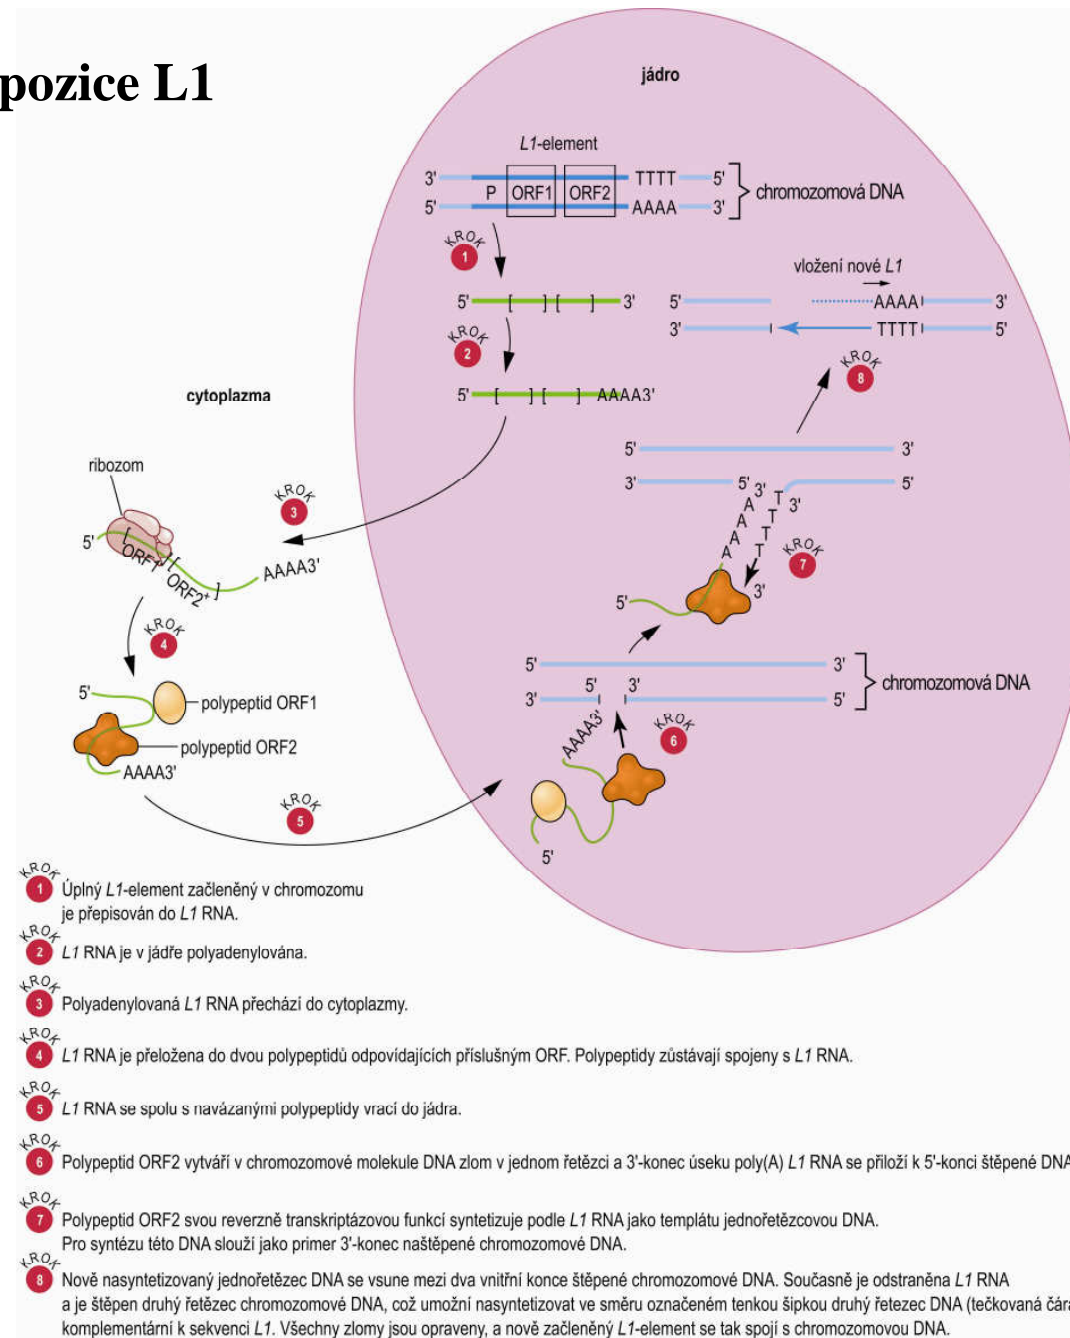 pozice L1
jádro
L1-element
3' TTTT 5'
P ORF1 ORF2
5' AAAA 3'
chromozomová DNA
KROK 1
5' [ ] [ ] 3'
KROK 2
5' [ ] [ ] AAAA3'
vložení nové L1
5' AAAA 3'
3' TTTT 5'
KROK 8
cytoplazma
ribozom
KROK 3
5' [ ORF1 ] [ ORF2+ ] AAAA3'
5' 3'
3' 5' 3' T 3' 5'
A A A A
T T T
KROK 7
3'
5'
KROK 4
5'
polypeptid ORF1
polypeptid ORF2
AAAA3'
5' 3'
3' 5' 3' 5'
chromozomová DNA
AAAA3'
KROK 6
5'
KROK 5
KROK 1 Úplný L1-element začleněný v chromozomu
je přepisován do L1 RNA.
KROK 2 L1 RNA je v jádře polyadenylována.
KROK 3 Polyadenylovaná L1 RNA přechází do cytoplazmy.
KROK 4 L1 RNA je přeložena do dvou polypeptidů odpovídajících příslušným ORF. Polypeptidy zůstávají spojeny s L1 RNA.
KROK 5 L1 RNA se spolu s navázanými polypeptidy vrací do jádra.
KROK 6 Polypeptid ORF2 vytváří v chromozomové molekule DNA zlom v jednom řetězci a 3'-konec úseku poly(A) L1 RNA se přiloží k 5'-konci štěpené DNA
KROK 7 Polypeptid ORF2 svou reverzně transkriptázovou funkcí syntetizuje podle L1 RNA jako templátu jednořetězcovou DNA.
Pro syntézu této DNA slouží jako primer 3'-konec naštěpené chromozomové DNA.
KROK 8 Nově nasyntetizovaný jednořetězec DNA se vsune mezi dva vnitřní konce štěpené chromozomové DNA. Současně je odstraněna L1 RNA
a je štěpen druhý řetězec chromozomové DNA, což umožní nasyntetizovat ve směru označeném tenkou šipkou druhý řetezec DNA (tečkovaná čára
komplementární k sekvenci L1. Všechny zlomy jsou opraveny, a nově začleněný L1-element se tak spojí s chromozomovou DNA.